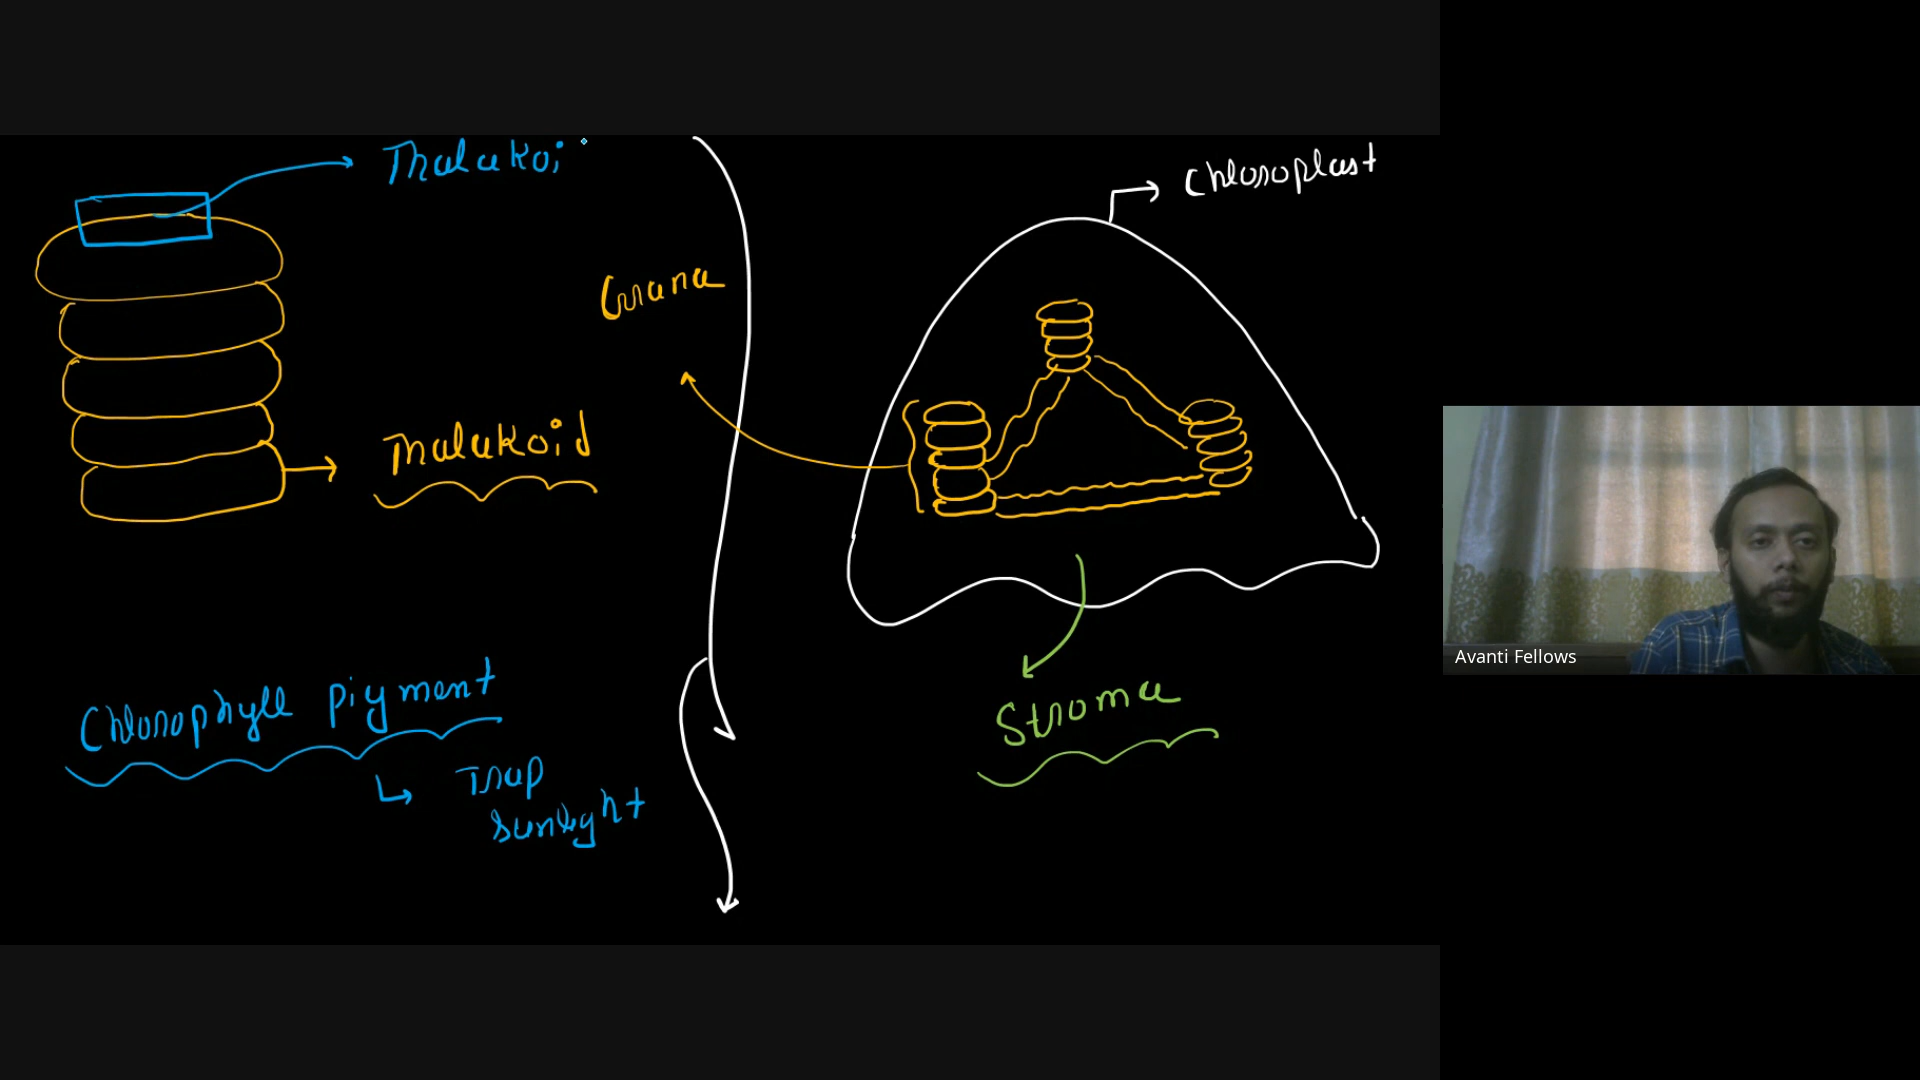 Thalakoi
Chloroplast
Grana
Thalakoid
Chlorophyll pigment
Trap
sunlight
Stroma
Avanti Fellows